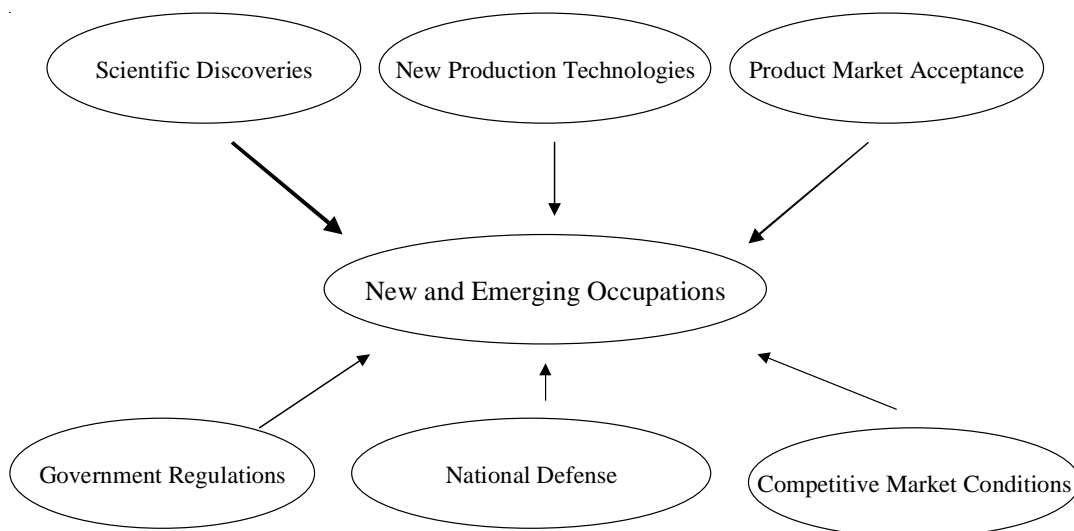 Scientific Discoveries
New Production Technologies
Product Market Acceptance
New and Emerging Occupations
Government Regulations
National Defense
Competitive Market Conditions